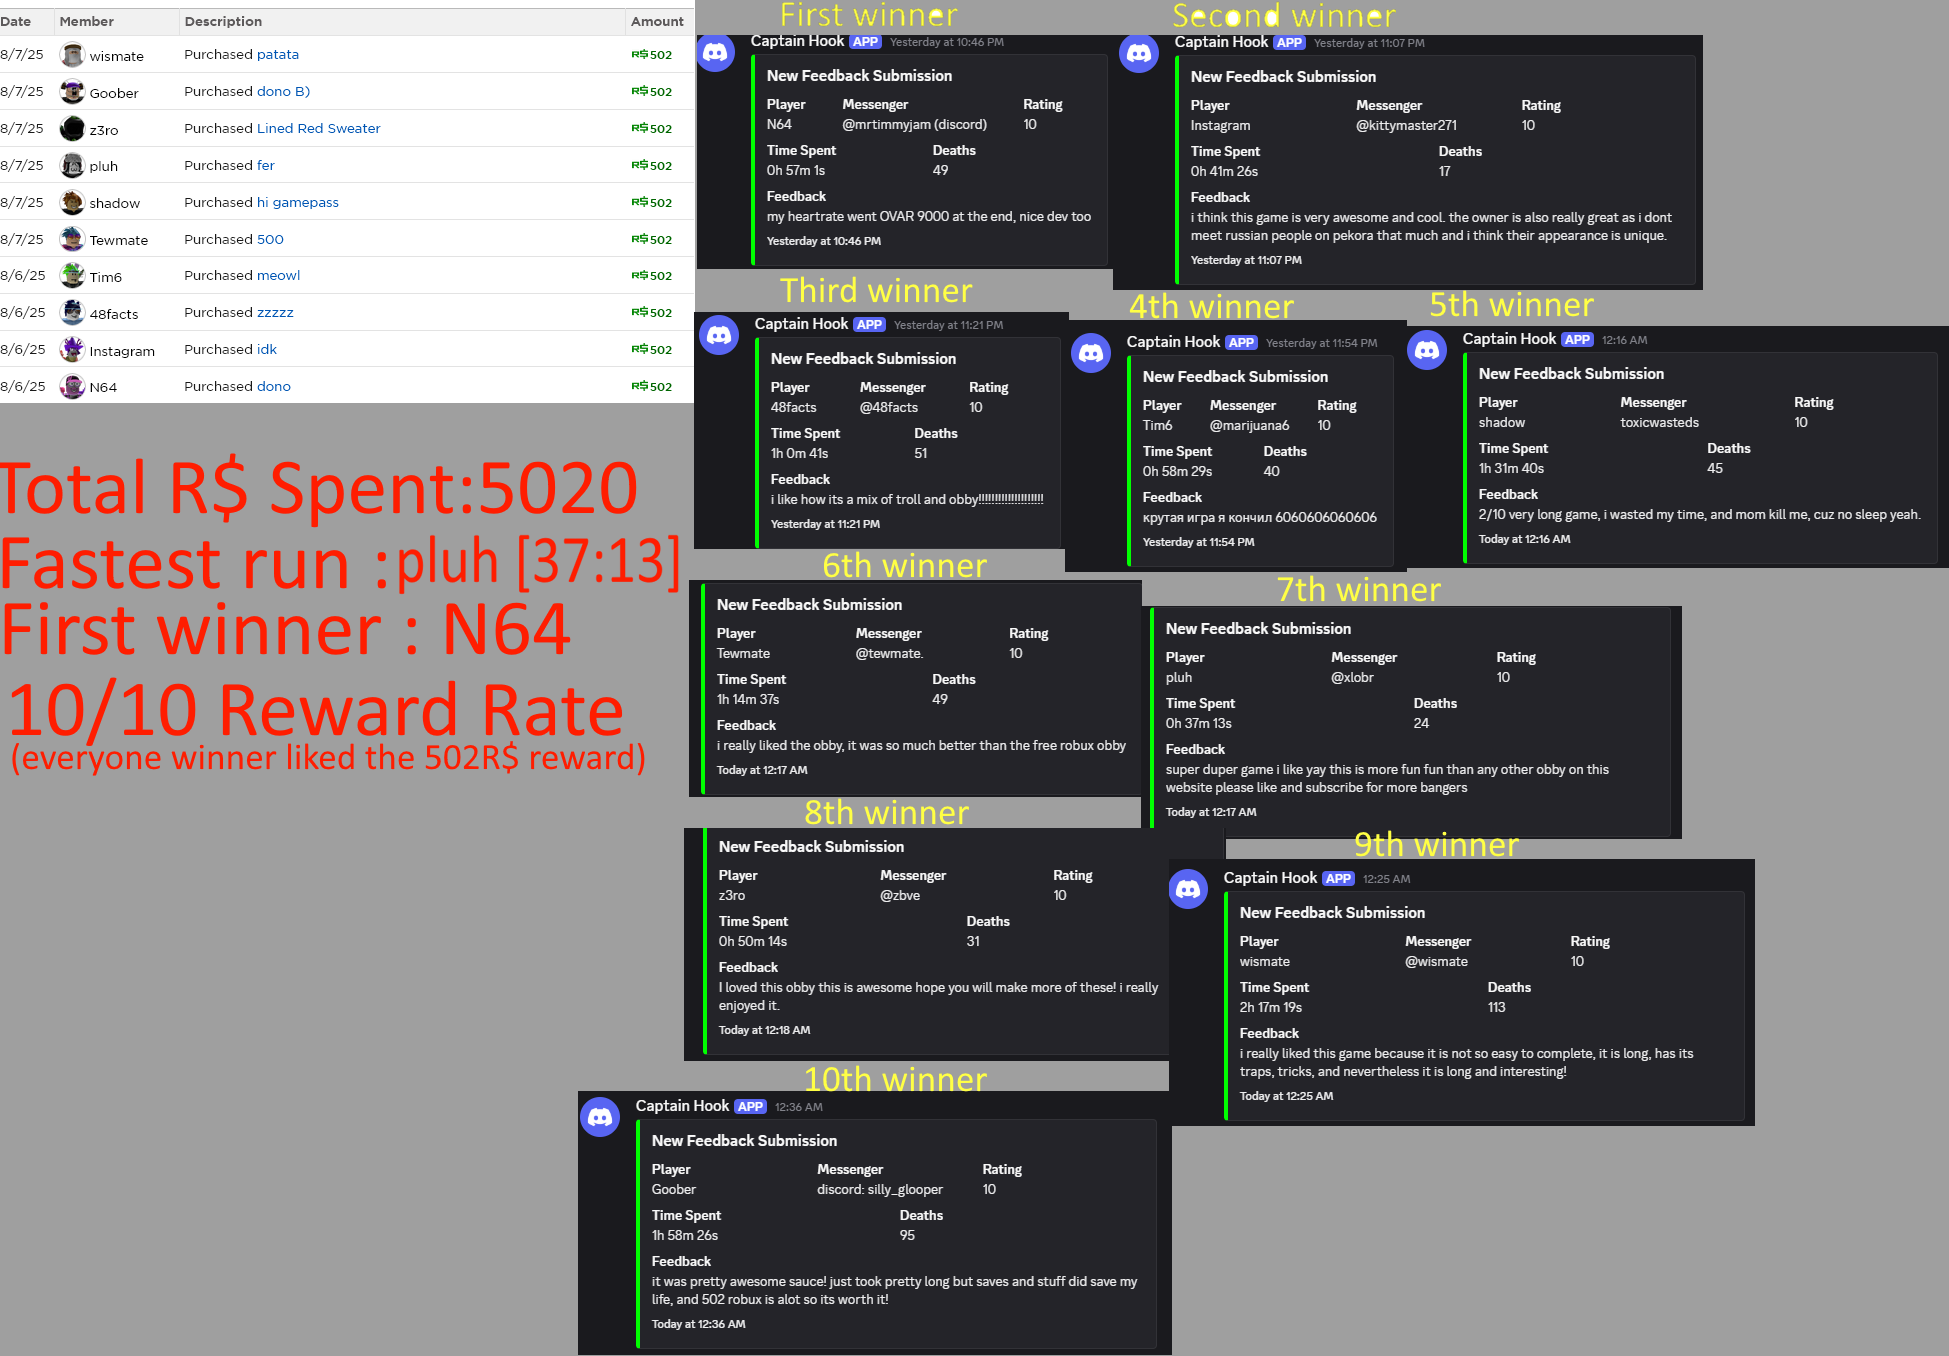 Date Member Description Amount
8/7/25 wismate Purchased patata R$502
8/7/25 Goober Purchased dono B) R$502
8/7/25 z3ro Purchased Lined Red Sweater R$502
8/7/25 pluh Purchased fer R$502
8/7/25 shadow Purchased hi gamepass R$502
8/7/25 Tewmate Purchased 500 R$502
8/6/25 Tim6 Purchased meowl R$502
8/6/25 48facts Purchased zzzzz R$502
8/6/25 Instagram Purchased idk R$502
8/6/25 N64 Purchased dono R$502
Total R$ Spent:5020
Fastest run :pluh [37:13]
First winner : N64
10/10 Reward Rate
(everyone winner liked the 502R$ reward)
First winner
Captain Hook APP Yesterday at 10:46 PM
New Feedback Submission
Player Messenger Rating
N64 @mrtimmyjam (discord) 10
Time Spent Deaths
0h 57m 1s 49
Feedback
my heartrate went OVAR 9000 at the end, nice dev too
Yesterday at 10:46 PM
Second winner
Captain Hook APP Yesterday at 11:07 PM
New Feedback Submission
Player Messenger Rating
Instagram @kittymaster271 10
Time Spent Deaths
0h 41m 26s 17
Feedback
i think this game is very awesome and cool. the owner is also really great as i dont
meet russian people on pekora that much and i think their appearance is unique.
Yesterday at 11:07 PM
Third winner
Captain Hook APP Yesterday at 11:21 PM
New Feedback Submission
Player Messenger Rating
48facts @48facts 10
Time Spent Deaths
1h 0m 41s 51
Feedback
i like how its a mix of troll and obby!!!!!!!!!!!!!!!!!!!!
Yesterday at 11:21 PM
4th winner
Captain Hook APP Yesterday at 11:54 PM
New Feedback Submission
Player Messenger Rating
Tim6 @marijuana6 10
Time Spent Deaths
0h 58m 29s 40
Feedback
крутая игра я кончил 6060606060606
Yesterday at 11:54 PM
5th winner
Captain Hook APP 12:16 AM
New Feedback Submission
Player Messenger Rating
shadow toxicwasteds 10
Time Spent Deaths
1h 31m 40s 45
Feedback
2/10 very long game, i wasted my time, and mom kill me, cuz no sleep yeah.
Today at 12:16 AM
6th winner
New Feedback Submission
Player Messenger Rating
Tewmate @tewmate. 10
Time Spent Deaths
1h 14m 37s 49
Feedback
i really liked the obby, it was so much better than the free robux obby
Today at 12:17 AM
7th winner
New Feedback Submission
Player Messenger Rating
pluh @xlobr 10
Time Spent Deaths
0h 37m 13s 24
Feedback
super duper game i like yay this is more fun fun than any other obby on this
website please like and subscribe for more bangers
Today at 12:17 AM
8th winner
New Feedback Submission
Player Messenger Rating
z3ro @zbve 10
Time Spent Deaths
0h 50m 14s 31
Feedback
I loved this obby this is awesome hope you will make more of these! i really
enjoyed it.
Today at 12:18 AM
9th winner
Captain Hook APP 12:25 AM
New Feedback Submission
Player Messenger Rating
wismate @wismate 10
Time Spent Deaths
2h 17m 19s 113
Feedback
i really liked this game because it is not so easy to complete, it is long, has its
traps, tricks, and nevertheless it is long and interesting!
Today at 12:25 AM
10th winner
Captain Hook APP 12:36 AM
New Feedback Submission
Player Messenger Rating
Goober discord: silly_glooper 10
Time Spent Deaths
1h 58m 26s 95
Feedback
it was pretty awesome sauce! just took pretty long but saves and stuff did save my
life, and 502 robux is alot so its worth it!
Today at 12:36 AM